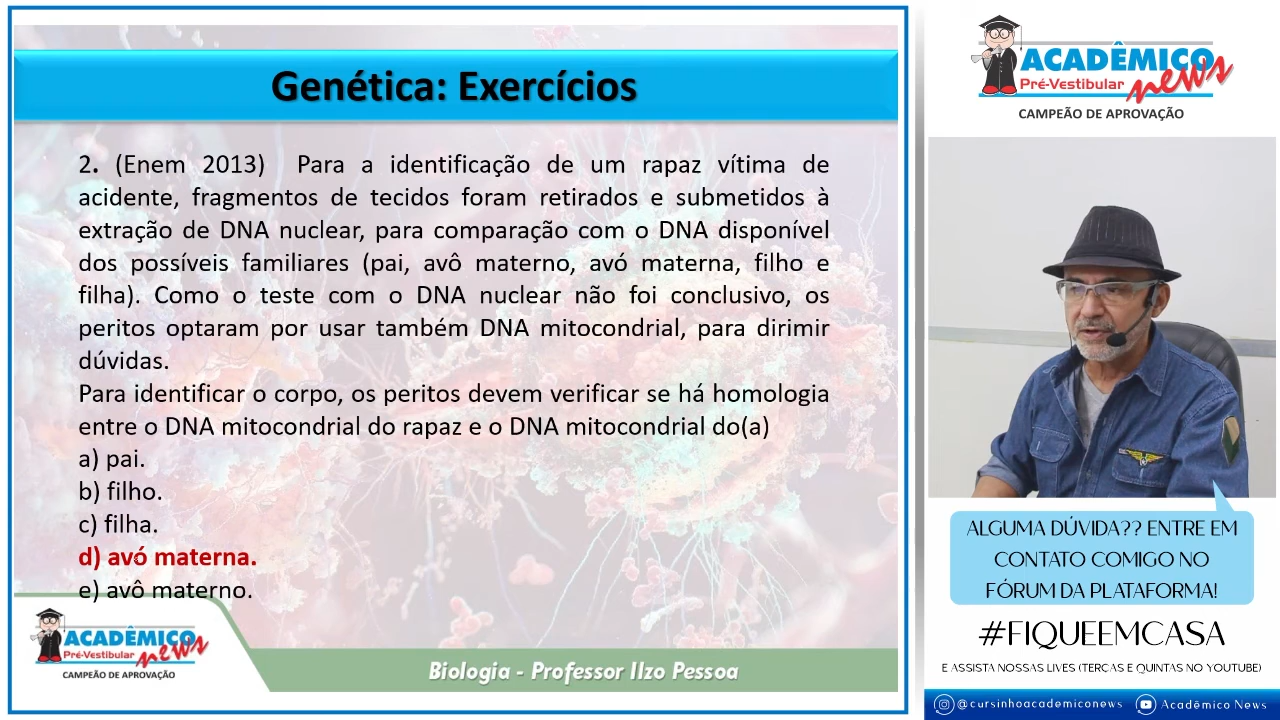 Genética: Exercícios
2. (Enem 2013) Para a identificação de um rapaz vítima de
acidente, fragmentos de tecidos foram retirados e submetidos à
extração de DNA nuclear, para comparação com o DNA disponível
dos possíveis familiares (pai, avô materno, avó materna, filho e
filha). Como o teste com o DNA nuclear não foi conclusivo, os
peritos optaram por usar também DNA mitocondrial, para dirimir
dúvidas.
Para identificar o corpo, os peritos devem verificar se há homologia
entre o DNA mitocondrial do rapaz e o DNA mitocondrial do(a)
a) pai.
b) filho.
c) filha.
d) avó materna.
e) avô materno.
ACADÊMICO
Pré-Vestibular news
CAMPEÃO DE APROVAÇÃO
Biologia - Professor Ilzo Pessoa
ACADÊMICO
Pré-Vestibular news
CAMPEÃO DE APROVAÇÃO
ALGUMA DÚVIDA?? ENTRE EM
CONTATO COMIGO NO
FÓRUM DA PLATAFORMA!
#FIQUEEMCASA
E ASSISTA NOSSAS LIVES (TERÇAS E QUINTAS NO YOUTUBE)
@cursinhoacademiconews Acadêmico News